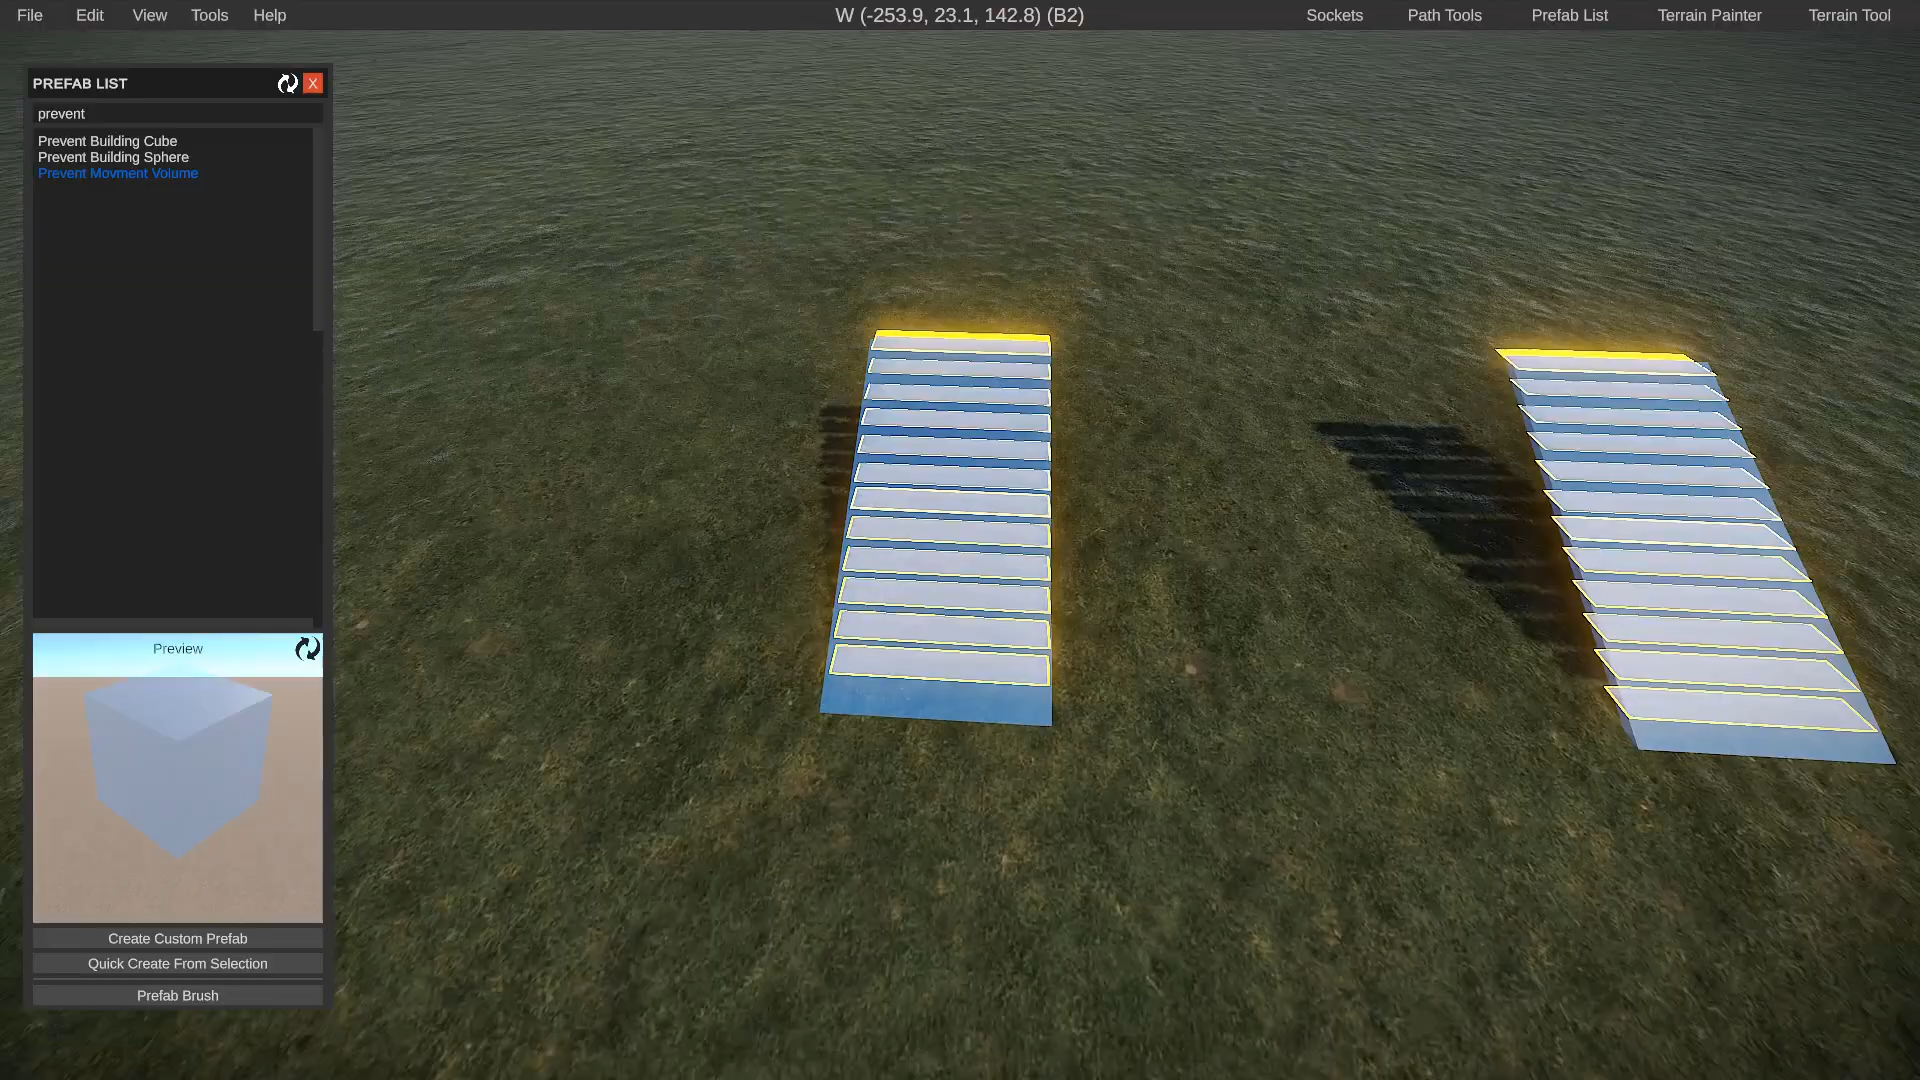 File Edit View Tools Help W (-253.9, 23.1, 142.8) (B2) Sockets Path Tools Prefab List Terrain Painter Terrain Tool
PREFAB LIST X
prevent
Prevent Building Cube
Prevent Building Sphere
Prevent Movment Volume
Preview
Create Custom Prefab
Quick Create From Selection
Prefab Brush